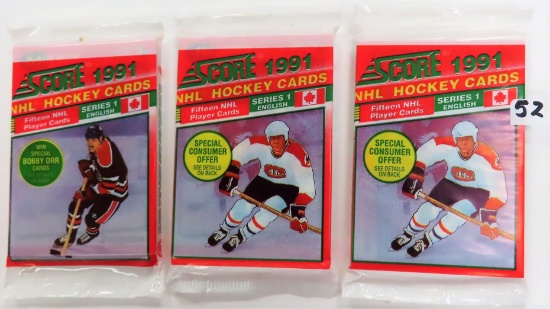 SCORE 1991
NHL HOCKEY CARDS
Fifteen NHL
Player Cards
SERIES 1
ENGLISH
WIN
SPECIAL
BOBBY ORR
CARDS
SCORE 1991
NHL HOCKEY CARDS
Fifteen NHL
Player Cards
SERIES 1
ENGLISH
SPECIAL
CONSUMER
OFFER
SEE DETAILS
ON BACK
SCORE 1991
NHL HOCKEY CARDS
Fifteen NHL
Player Cards
SERIES 1
ENGLISH
SPECIAL
CONSUMER
OFFER
SEE DETAILS
ON BACK
52